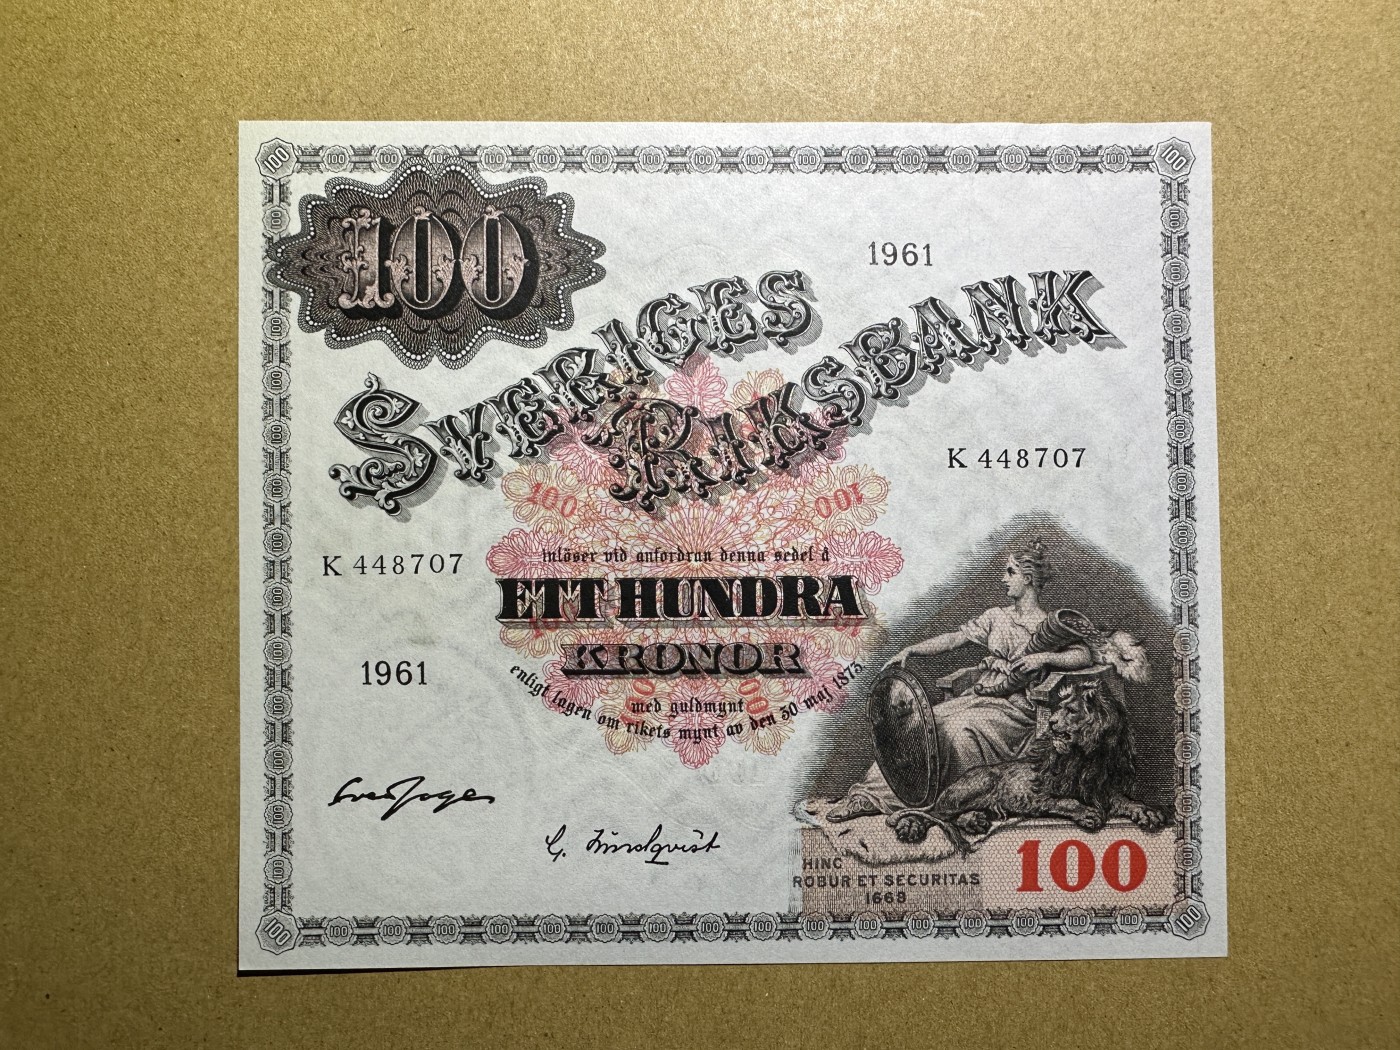 100
1961
SVERIGES
RIKSBANK
K 448707
100 100
inlöser vid anfordran denna sedel å
K 448707
ETT HUNDRA
KRONOR
1961
med guldmynt
enligt lagen om rikets mynt av den 30 maj 1873
G. Lindqvist
HINC
ROBUR ET SECURITAS
1668
100